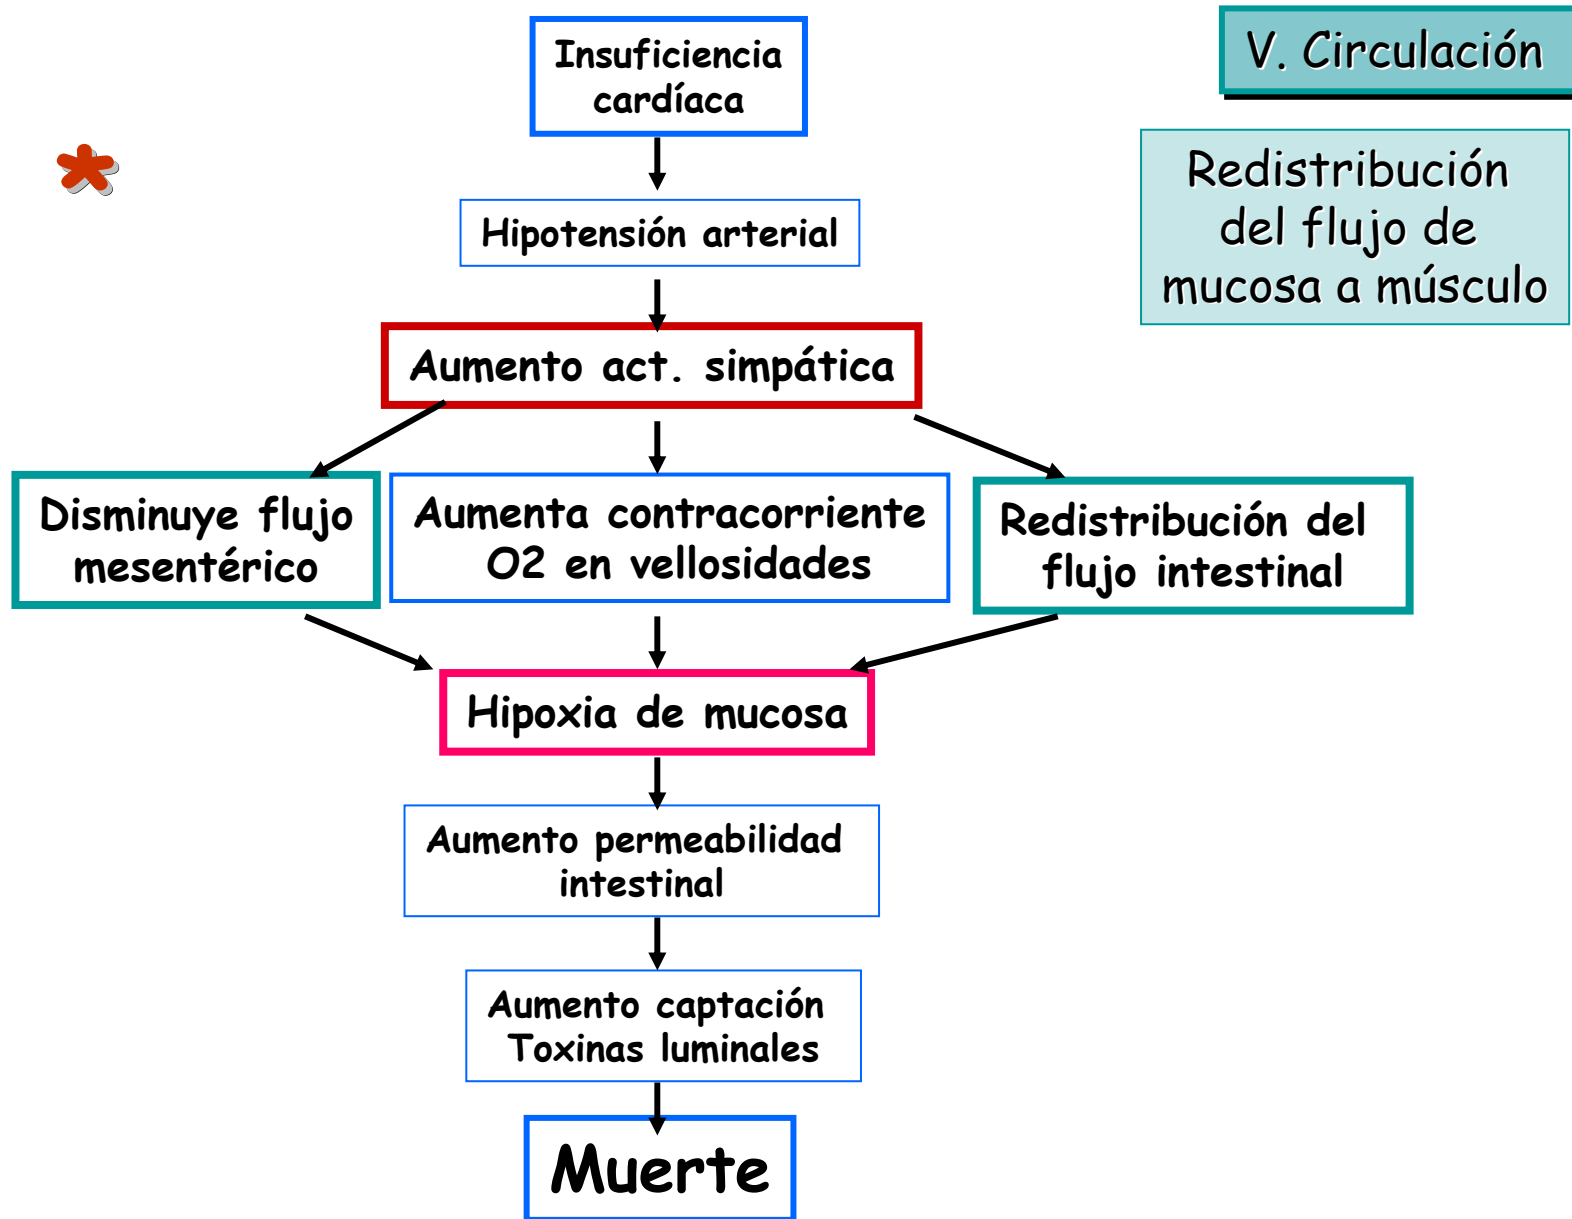 V. Circulación
Redistribución
del flujo de
mucosa a músculo
Insuficiencia
cardíaca
Hipotensión arterial
Aumento act. simpática
Disminuye flujo
mesentérico
Aumenta contracorriente
O2 en vellosidades
Redistribución del
flujo intestinal
Hipoxia de mucosa
Aumento permeabilidad
intestinal
Aumento captación
Toxinas luminales
Muerte